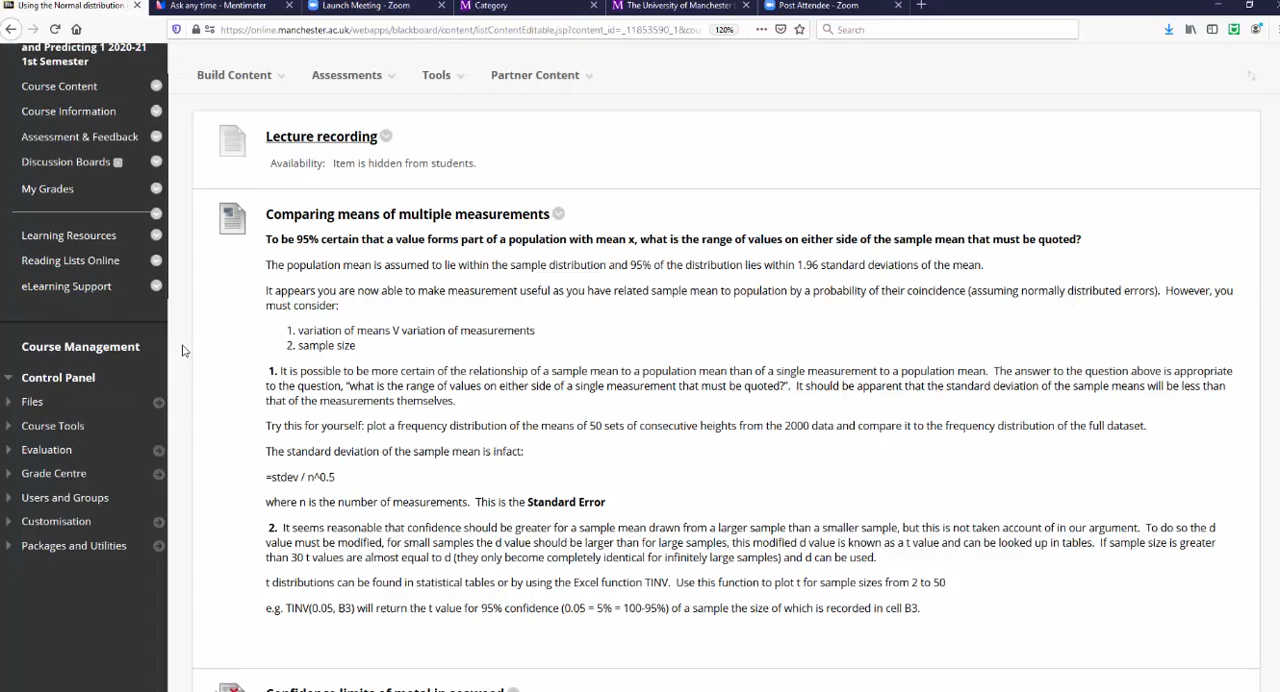 Using the Normal distribution
Ask any time - Mentimeter
Launch Meeting - Zoom
Category
The University of Manchester
Post Attendee - Zoom
https://online.manchester.ac.uk/webapps/blackboard/content/listContentEditable.jsp?content_id=_11853590_1&cou
120%
Search
and Predicting 1 2020-21
1st Semester
Course Content
Course Information
Assessment & Feedback
Discussion Boards
My Grades
Learning Resources
Reading Lists Online
eLearning Support
Course Management
Control Panel
Files
Course Tools
Evaluation
Grade Centre
Users and Groups
Customisation
Packages and Utilities
Build Content
Assessments
Tools
Partner Content
Lecture recording
Availability: Item is hidden from students.
Comparing means of multiple measurements
To be 95% certain that a value forms part of a population with mean x, what is the range of values on either side of the sample mean that must be quoted?
The population mean is assumed to lie within the sample distribution and 95% of the distribution lies within 1.96 standard deviations of the mean.
It appears you are now able to make measurement useful as you have related sample mean to population by a probability of their coincidence (assuming normally distributed errors). However, you
must consider:
1. variation of means V variation of measurements
2. sample size
1. It is possible to be more certain of the relationship of a sample mean to a population mean than of a single measurement to a population mean. The answer to the question above is appropriate
to the question, "what is the range of values on either side of a single measurement that must be quoted?". It should be apparent that the standard deviation of the sample means will be less than
that of the measurements themselves.
Try this for yourself: plot a frequency distribution of the means of 50 sets of consecutive heights from the 2000 data and compare it to the frequency distribution of the full dataset.
The standard deviation of the sample mean is infact:
=stdev / n^0.5
where n is the number of measurements. This is the Standard Error
2. It seems reasonable that confidence should be greater for a sample mean drawn from a larger sample than a smaller sample, but this is not taken account of in our argument. To do so the d
value must be modified, for small samples the d value should be larger than for large samples, this modified d value is known as a t value and can be looked up in tables. If sample size is greater
than 30 t values are almost equal to d (they only become completely identical for infinitely large samples) and d can be used.
t distributions can be found in statistical tables or by using the Excel function TINV. Use this function to plot t for sample sizes from 2 to 50
e.g. TINV(0.05, B3) will return the t value for 95% confidence (0.05 = 5% = 100-95%) of a sample the size of which is recorded in cell B3.
Confidence limits of metal in seaweed